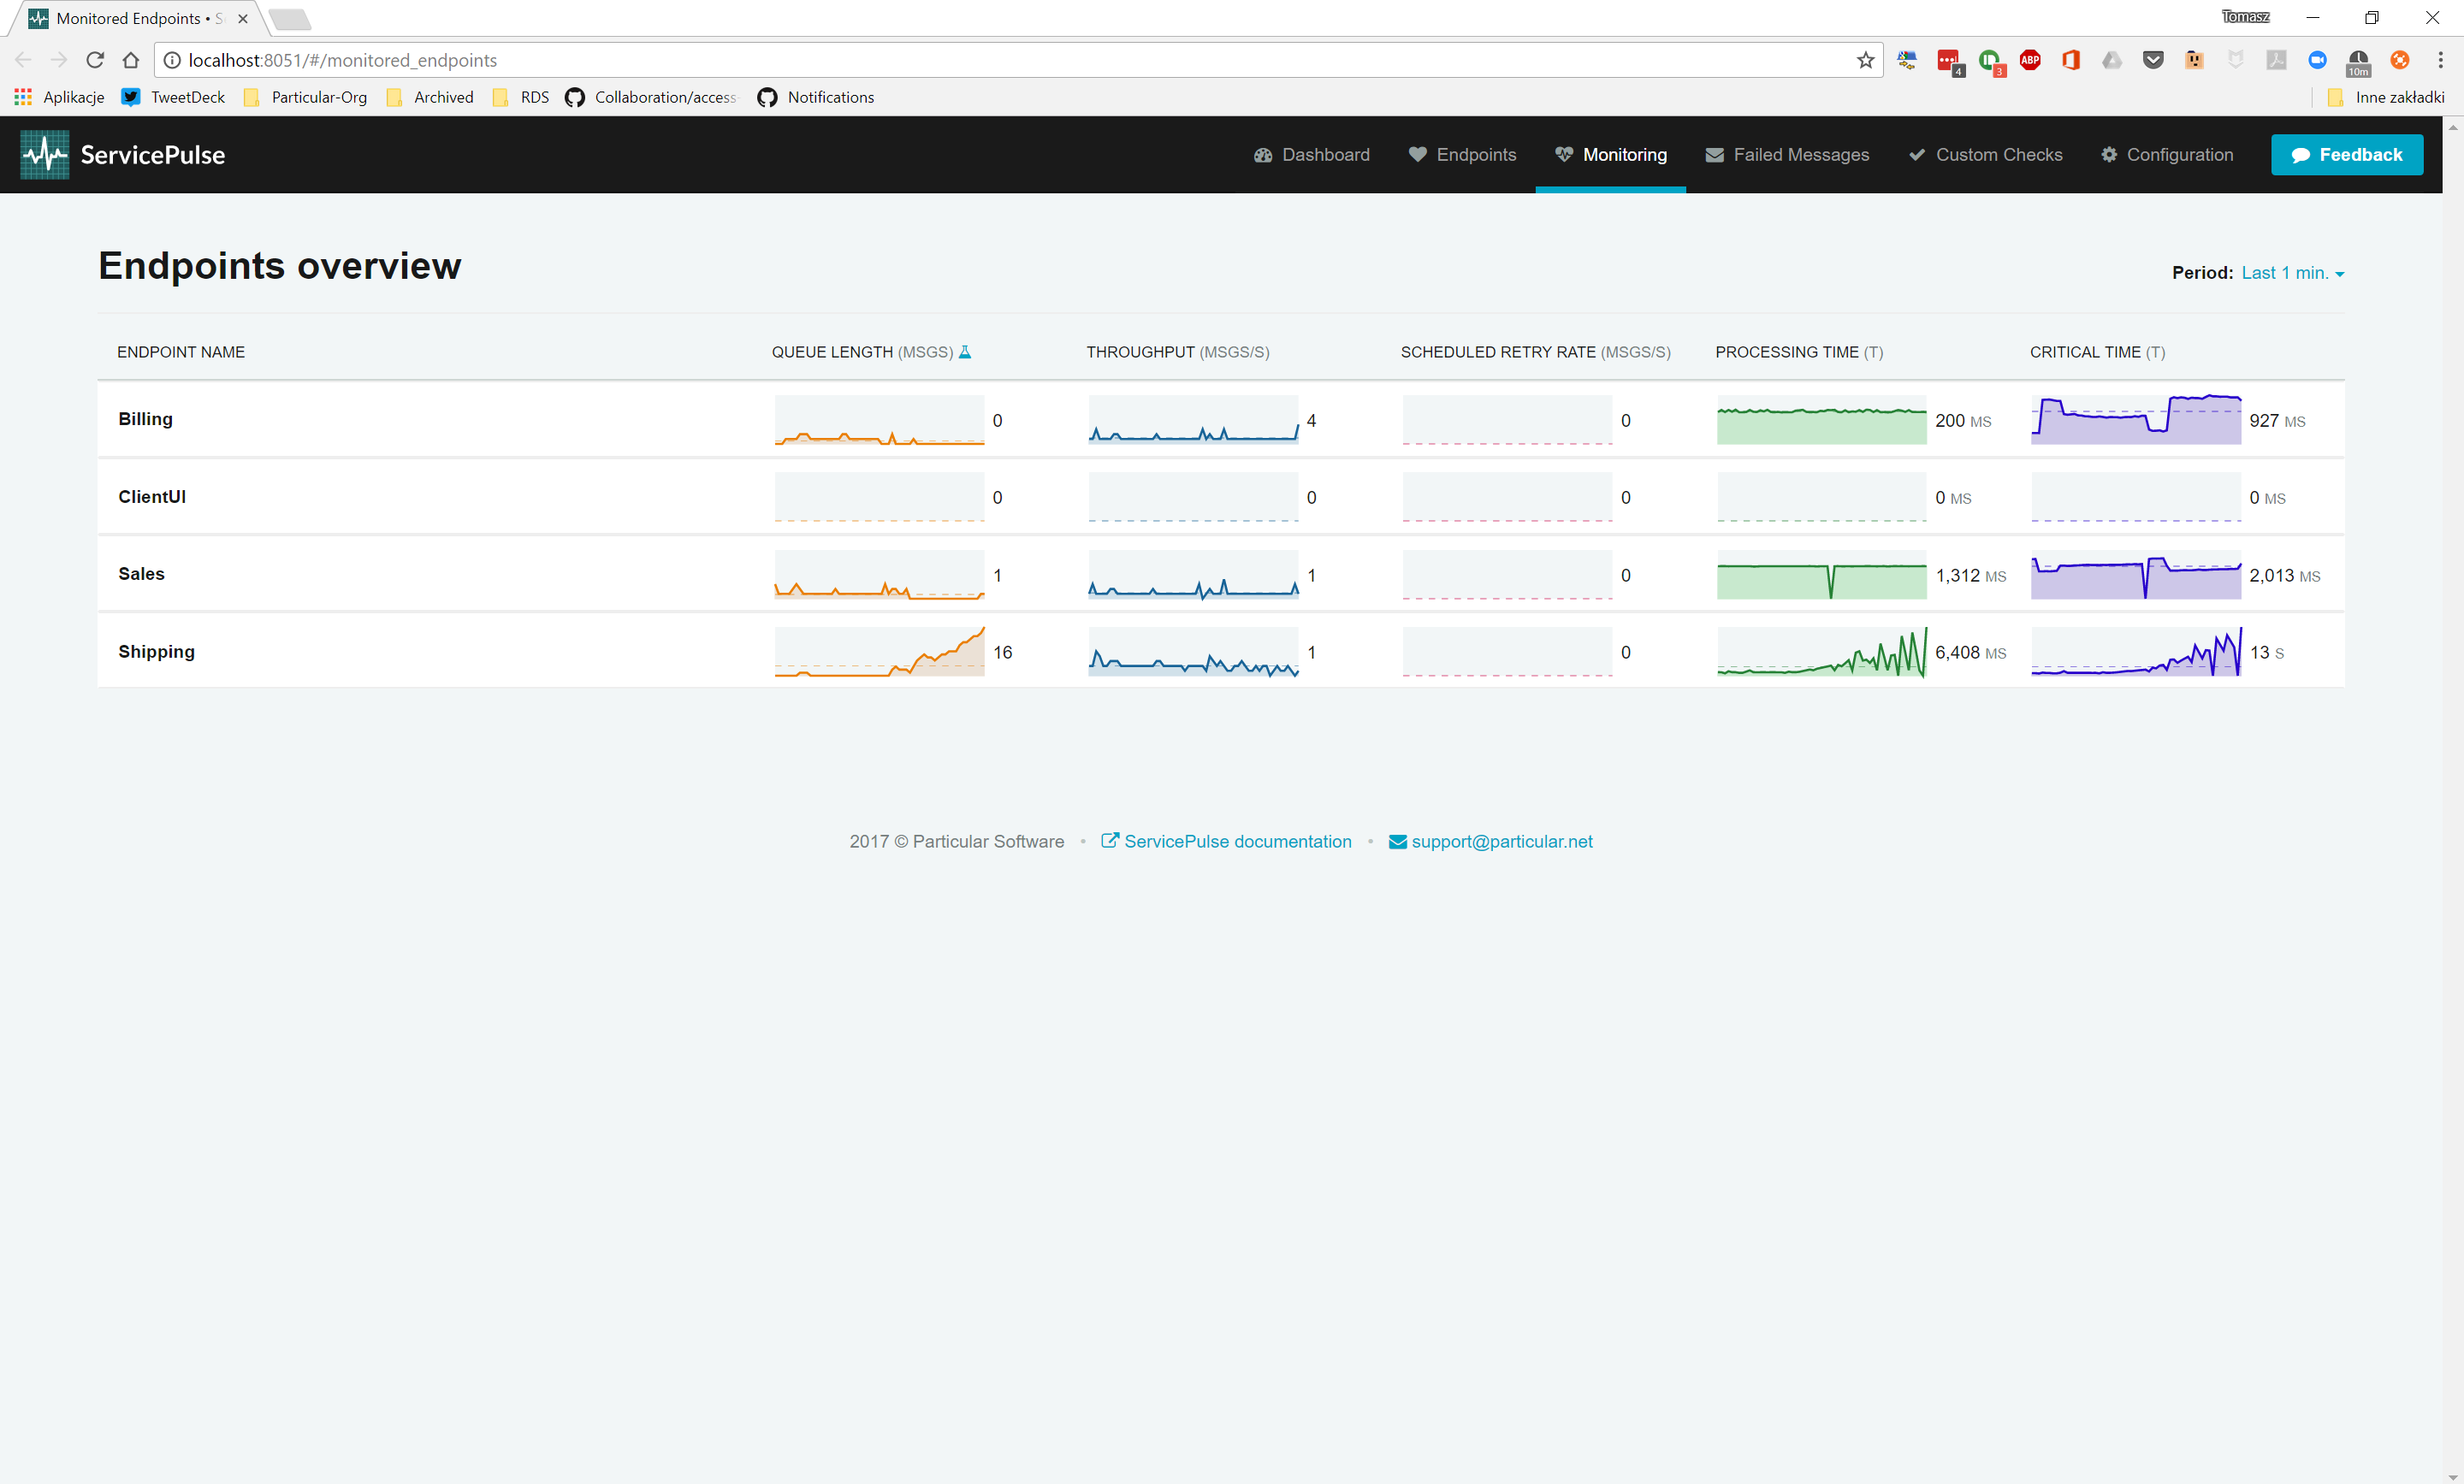 Monitored Endpoints • S
Tomasz
localhost:8051/#/monitored_endpoints
4
3
ABP
10m
Aplikacje
TweetDeck
Particular-Org
Archived
RDS
Collaboration/access
Notifications
Inne zakładki
ServicePulse
Dashboard
Endpoints
Monitoring
Failed Messages
Custom Checks
Configuration
Feedback
Endpoints overview
Period: Last 1 min.
ENDPOINT NAME
QUEUE LENGTH (MSGS)
THROUGHPUT (MSGS/S)
SCHEDULED RETRY RATE (MSGS/S)
PROCESSING TIME (T)
CRITICAL TIME (T)
Billing
0
4
0
200 MS
927 MS
ClientUI
0
0
0
0 MS
0 MS
Sales
1
1
0
1,312 MS
2,013 MS
Shipping
16
1
0
6,408 MS
13 S
2017 © Particular Software • ServicePulse documentation • support@particular.net